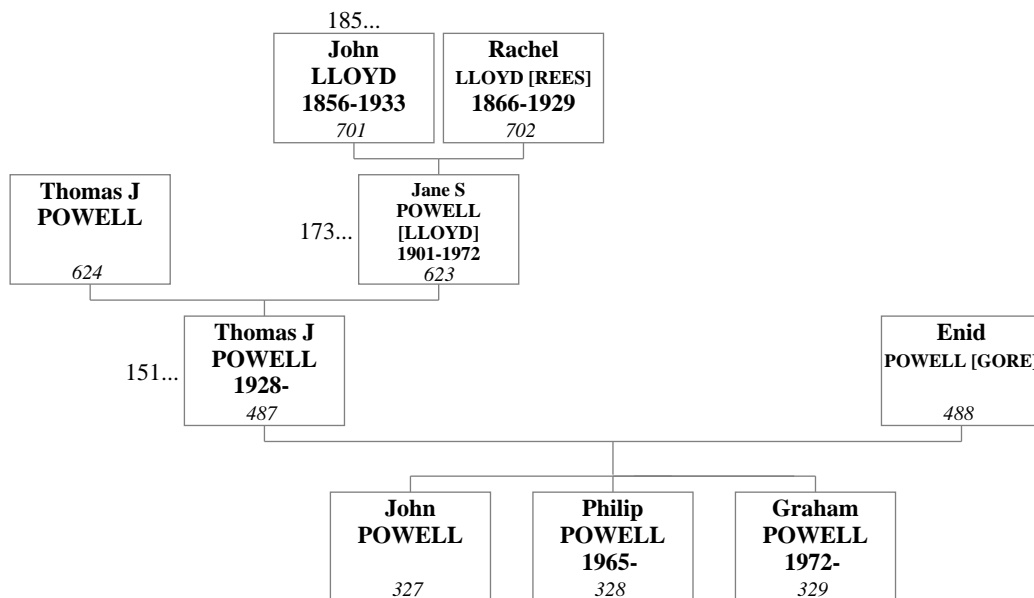 185...
John
LLOYD
1856-1933
701
Rachel
LLOYD [REES]
1866-1929
702
Thomas J
POWELL
624
173...
Jane S
POWELL
[LLOYD]
1901-1972
623
151...
Thomas J
POWELL
1928-
487
Enid
POWELL [GORE]
488
John
POWELL
327
Philip
POWELL
1965-
328
Graham
POWELL
1972-
329